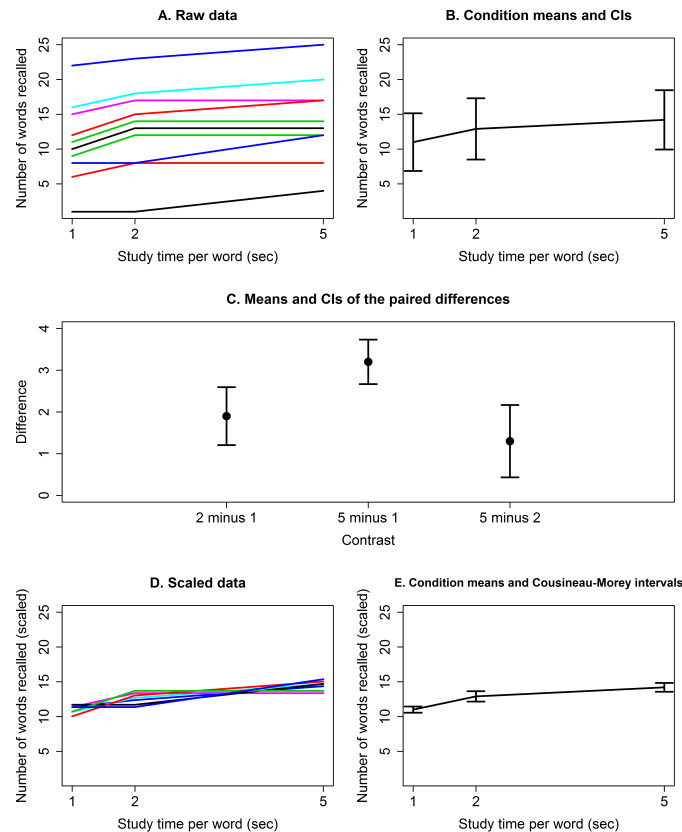 A. Raw data
Number of words recalled
25
20
15
10
5
1
2
5
Study time per word (sec)
B. Condition means and CIs
Number of words recalled
25
20
15
10
5
1
2
5
Study time per word (sec)
C. Means and CIs of the paired differences
Difference
4
3
2
1
0
2 minus 1
5 minus 1
5 minus 2
Contrast
D. Scaled data
Number of words recalled (scaled)
25
20
15
10
5
1
2
5
Study time per word (sec)
E. Condition means and Cousineau-Morey intervals
Number of words recalled (scaled)
25
20
15
10
5
1
2
5
Study time per word (sec)